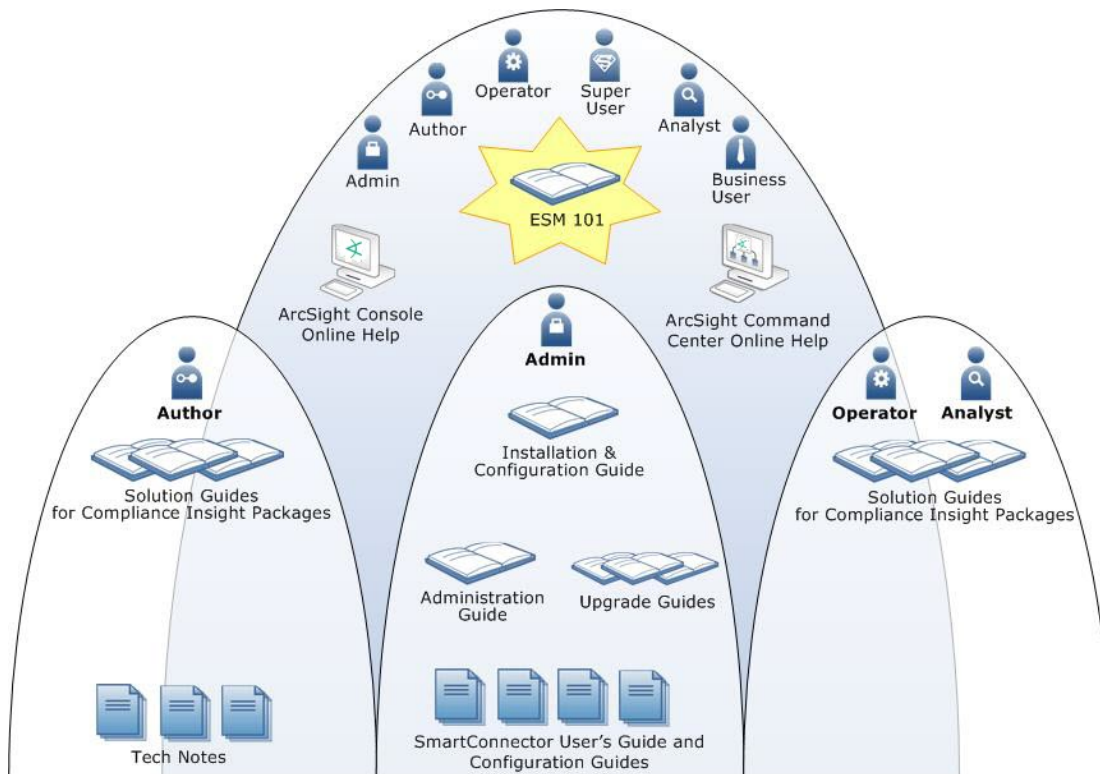 Operator
Super
User
Author
Analyst
Admin
Business
User
ESM 101
ArcSight Console
Online Help
ArcSight Command
Center Online Help
Admin
Author
Operator
Analyst
Installation &
Configuration Guide
Solution Guides
for Compliance Insight Packages
Solution Guides
for Compliance Insight Packages
Administration
Guide
Upgrade Guides
Tech Notes
SmartConnector User's Guide and
Configuration Guides